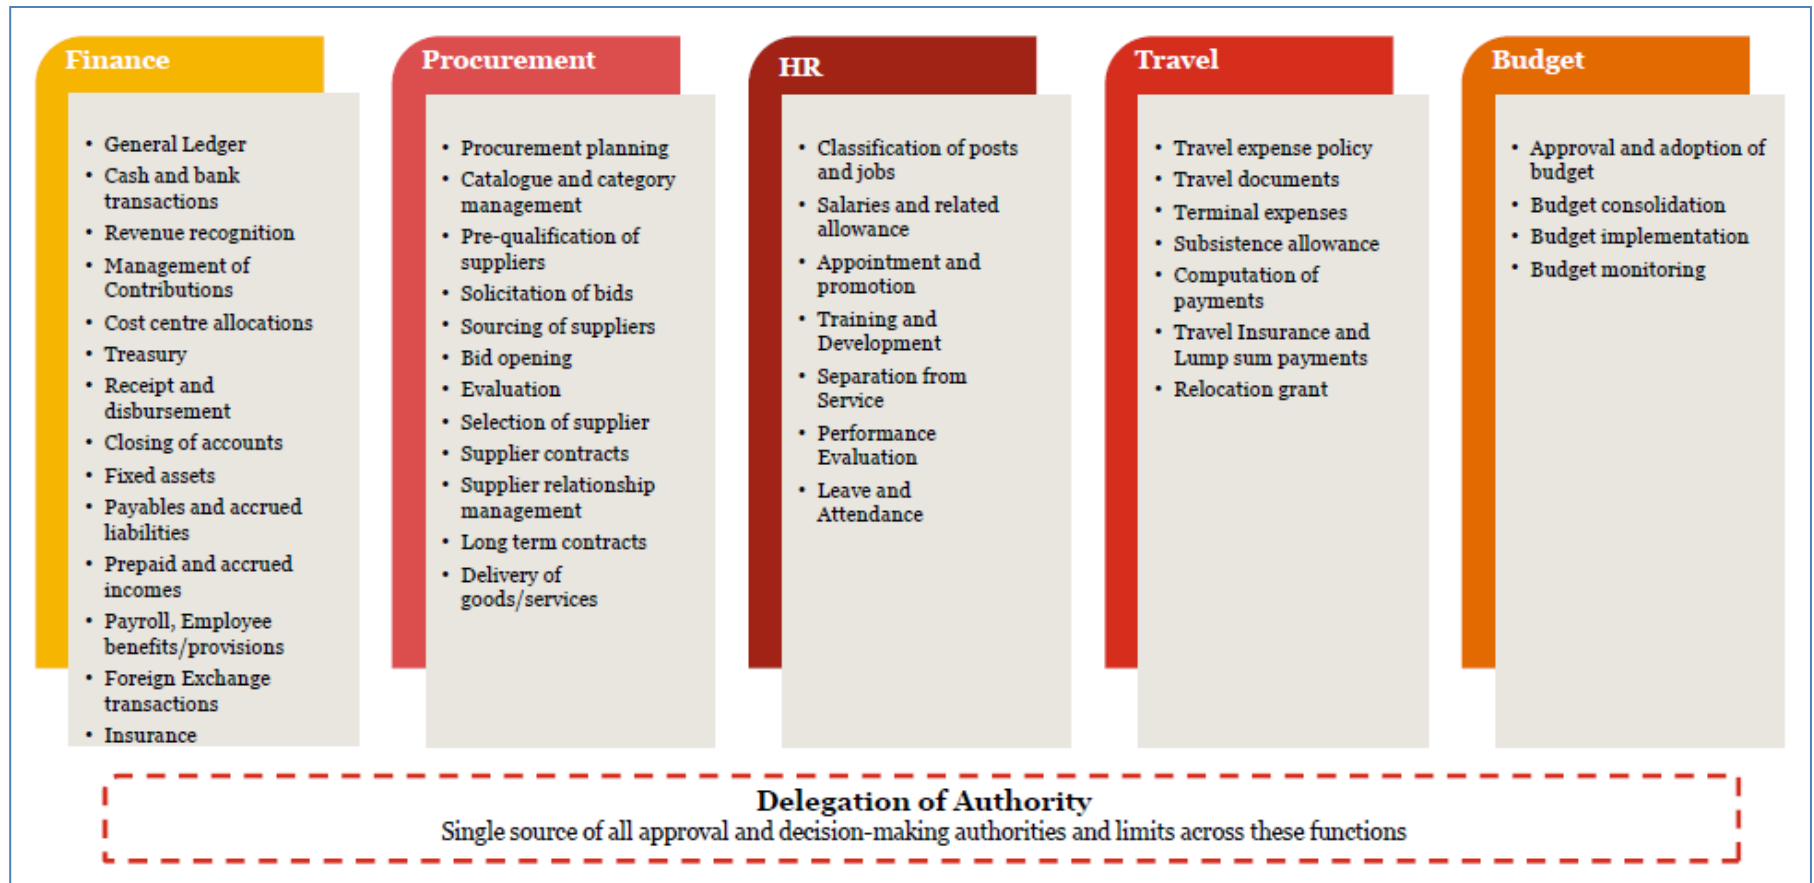 Finance
• General Ledger
• Cash and bank
transactions
• Revenue recognition
• Management of
Contributions
• Cost centre allocations
• Treasury
• Receipt and
disbursement
• Closing of accounts
• Fixed assets
• Payables and accrued
liabilities
• Prepaid and accrued
incomes
• Payroll, Employee
benefits/provisions
• Foreign Exchange
transactions
• Insurance
Procurement
• Procurement planning
• Catalogue and category
management
• Pre-qualification of
suppliers
• Solicitation of bids
• Sourcing of suppliers
• Bid opening
• Evaluation
• Selection of supplier
• Supplier contracts
• Supplier relationship
management
• Long term contracts
• Delivery of
goods/services
HR
• Classification of posts
and jobs
• Salaries and related
allowance
• Appointment and
promotion
• Training and
Development
• Separation from
Service
• Performance
Evaluation
• Leave and
Attendance
Travel
• Travel expense policy
• Travel documents
• Terminal expenses
• Subsistence allowance
• Computation of
payments
• Travel Insurance and
Lump sum payments
• Relocation grant
Budget
• Approval and adoption of
budget
• Budget consolidation
• Budget implementation
• Budget monitoring
Delegation of Authority
Single source of all approval and decision-making authorities and limits across these functions